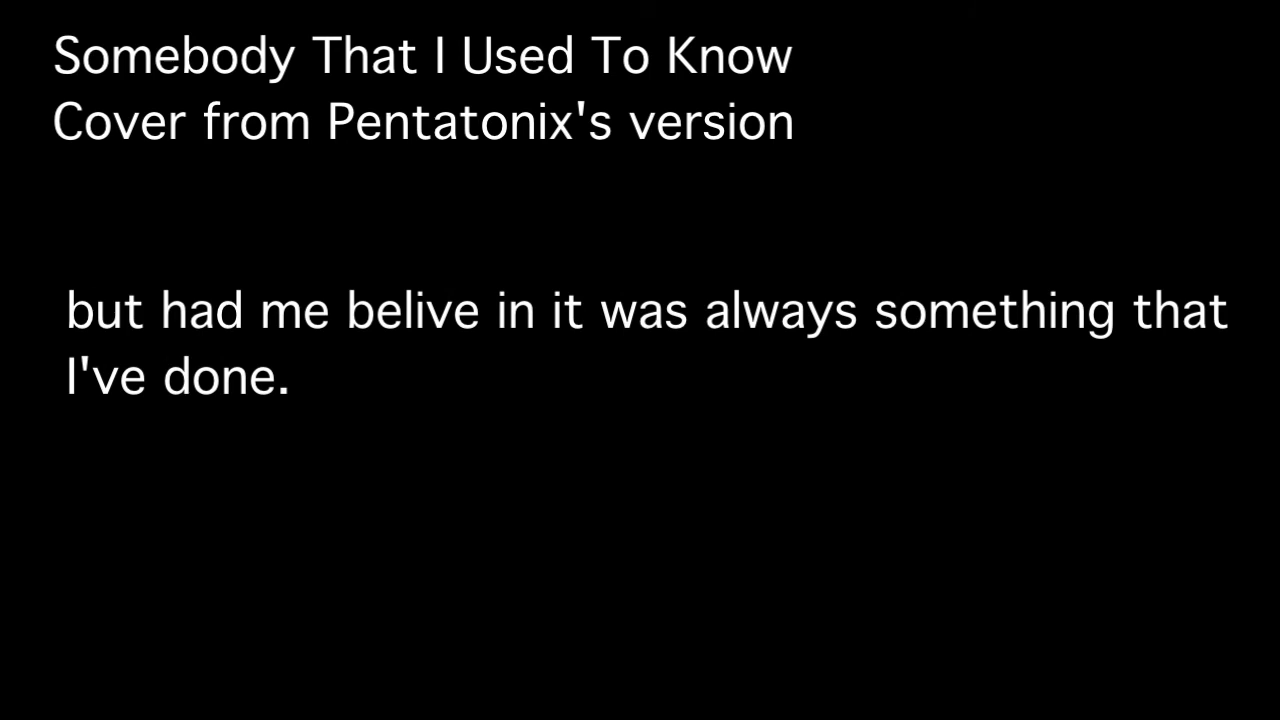 Somebody That I Used To Know
Cover from Pentatonix's version
but had me belive in it was always something that
I've done.